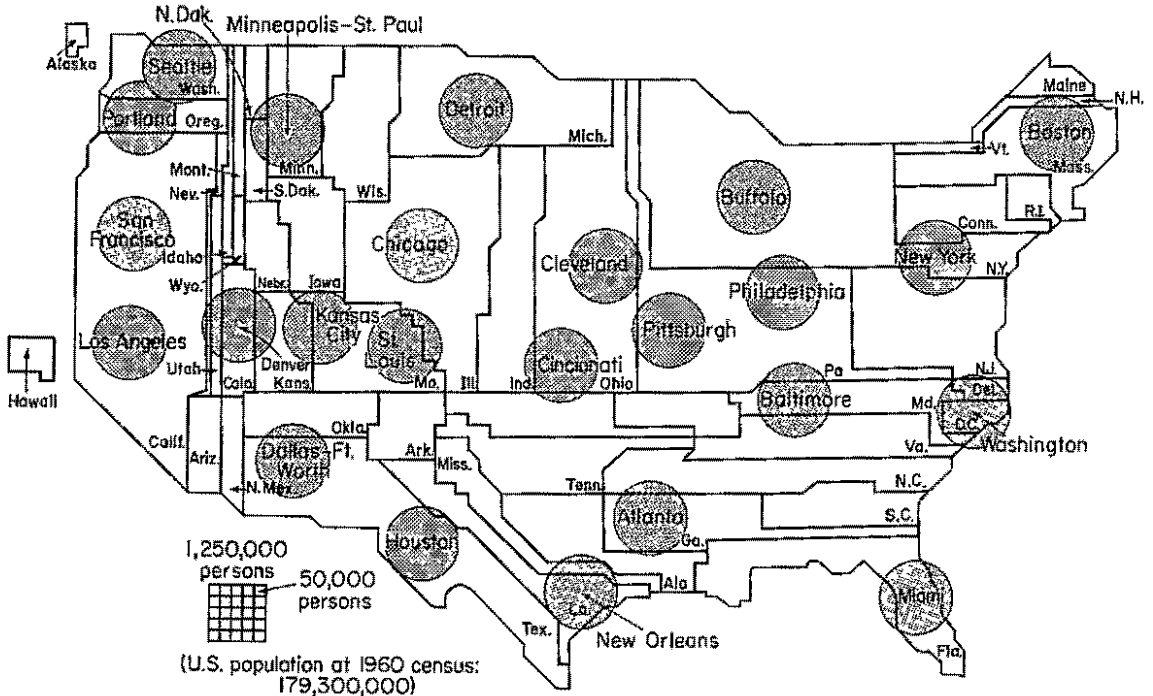 N.Dak.
Minneapolis–St. Paul
Alaska
Seattle
Wash.
Portland
Oreg.
Detroit
Mich.
Maine
N.H.
Boston
Vt.
Mass.
Mont.
Minn.
Nev.
S.Dak.
Wis.
Buffalo
San
Francisco
Chicago
R.I.
Conn.
Idaho
Cleveland
New York
N.Y.
Wyo.
Nebr.
Iowa
Philadelphia
Kansas
City
Pittsburgh
Los Angeles
St.
Louis
Cincinnati
Denver
Utah
Colo.
Kans.
Mo.
Ill.
Ind.
Ohio
Pa
N.J.
Del.
Hawaii
Baltimore
Md.
D.C.
Washington
Va.
Calif.
Ariz.
Okla.
Ark.
Miss.
Dallas–Ft.
Worth
N.Mex.
Tenn.
N.C.
Atlanta
S.C.
Ga.
Houston
1,250,000
persons
50,000
persons
Ala
La.
Miami
Tex.
New Orleans
Fla.
(U.S. population at 1960 census:
179,300,000)